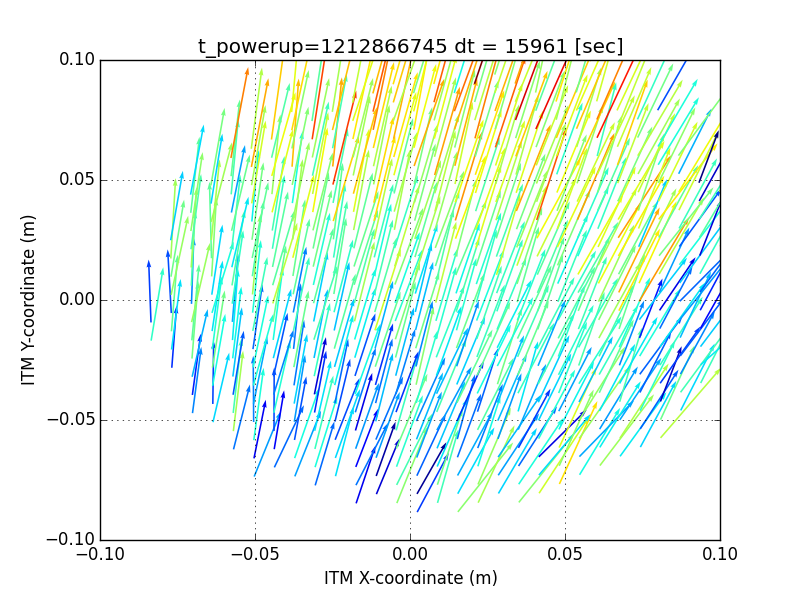 t_powerup=1212866745 dt = 15961 [sec]
0.10
0.05
0.00
−0.05
−0.10
ITM Y-coordinate (m)
−0.10 −0.05 0.00 0.05 0.10
ITM X-coordinate (m)